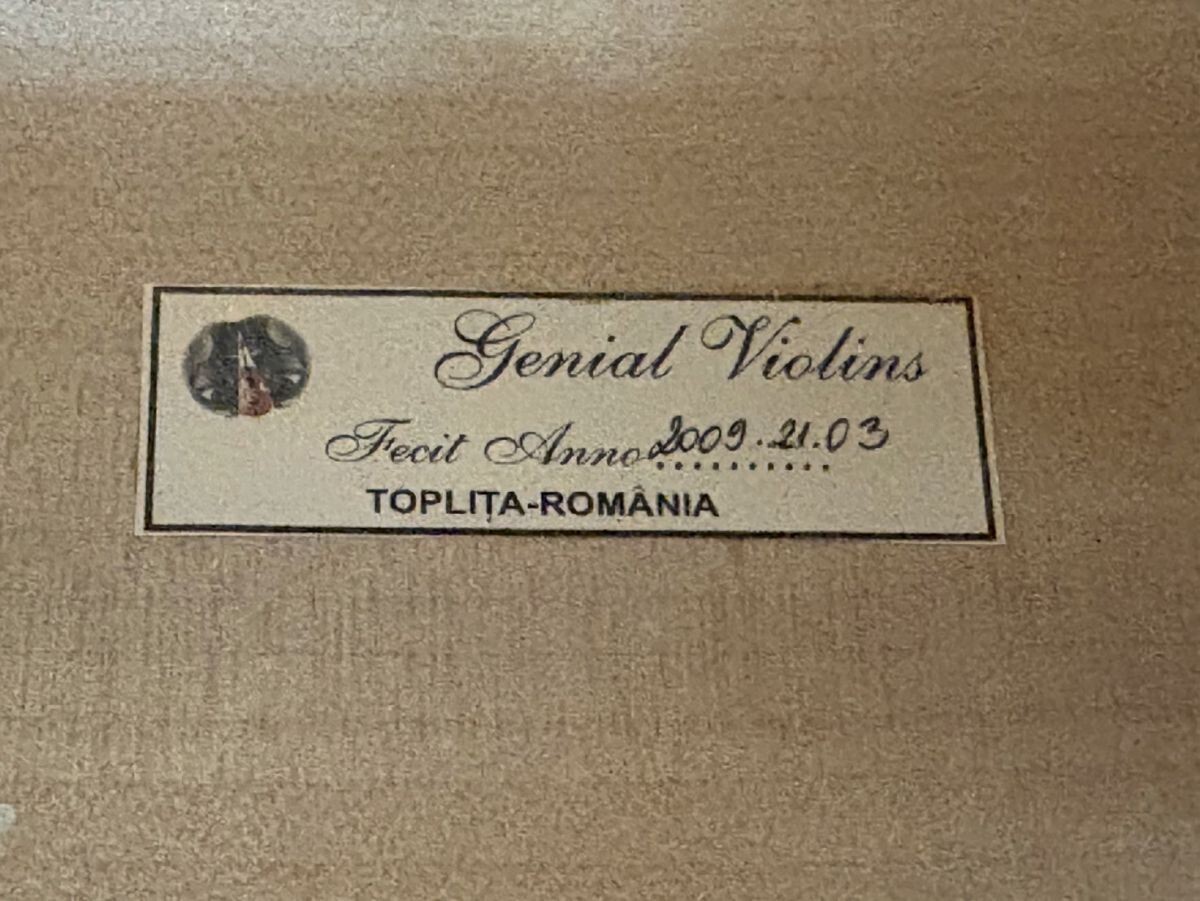 Genial Violins
Fecit Anno 2009.21.03
TOPLIȚA-ROMÂNIA